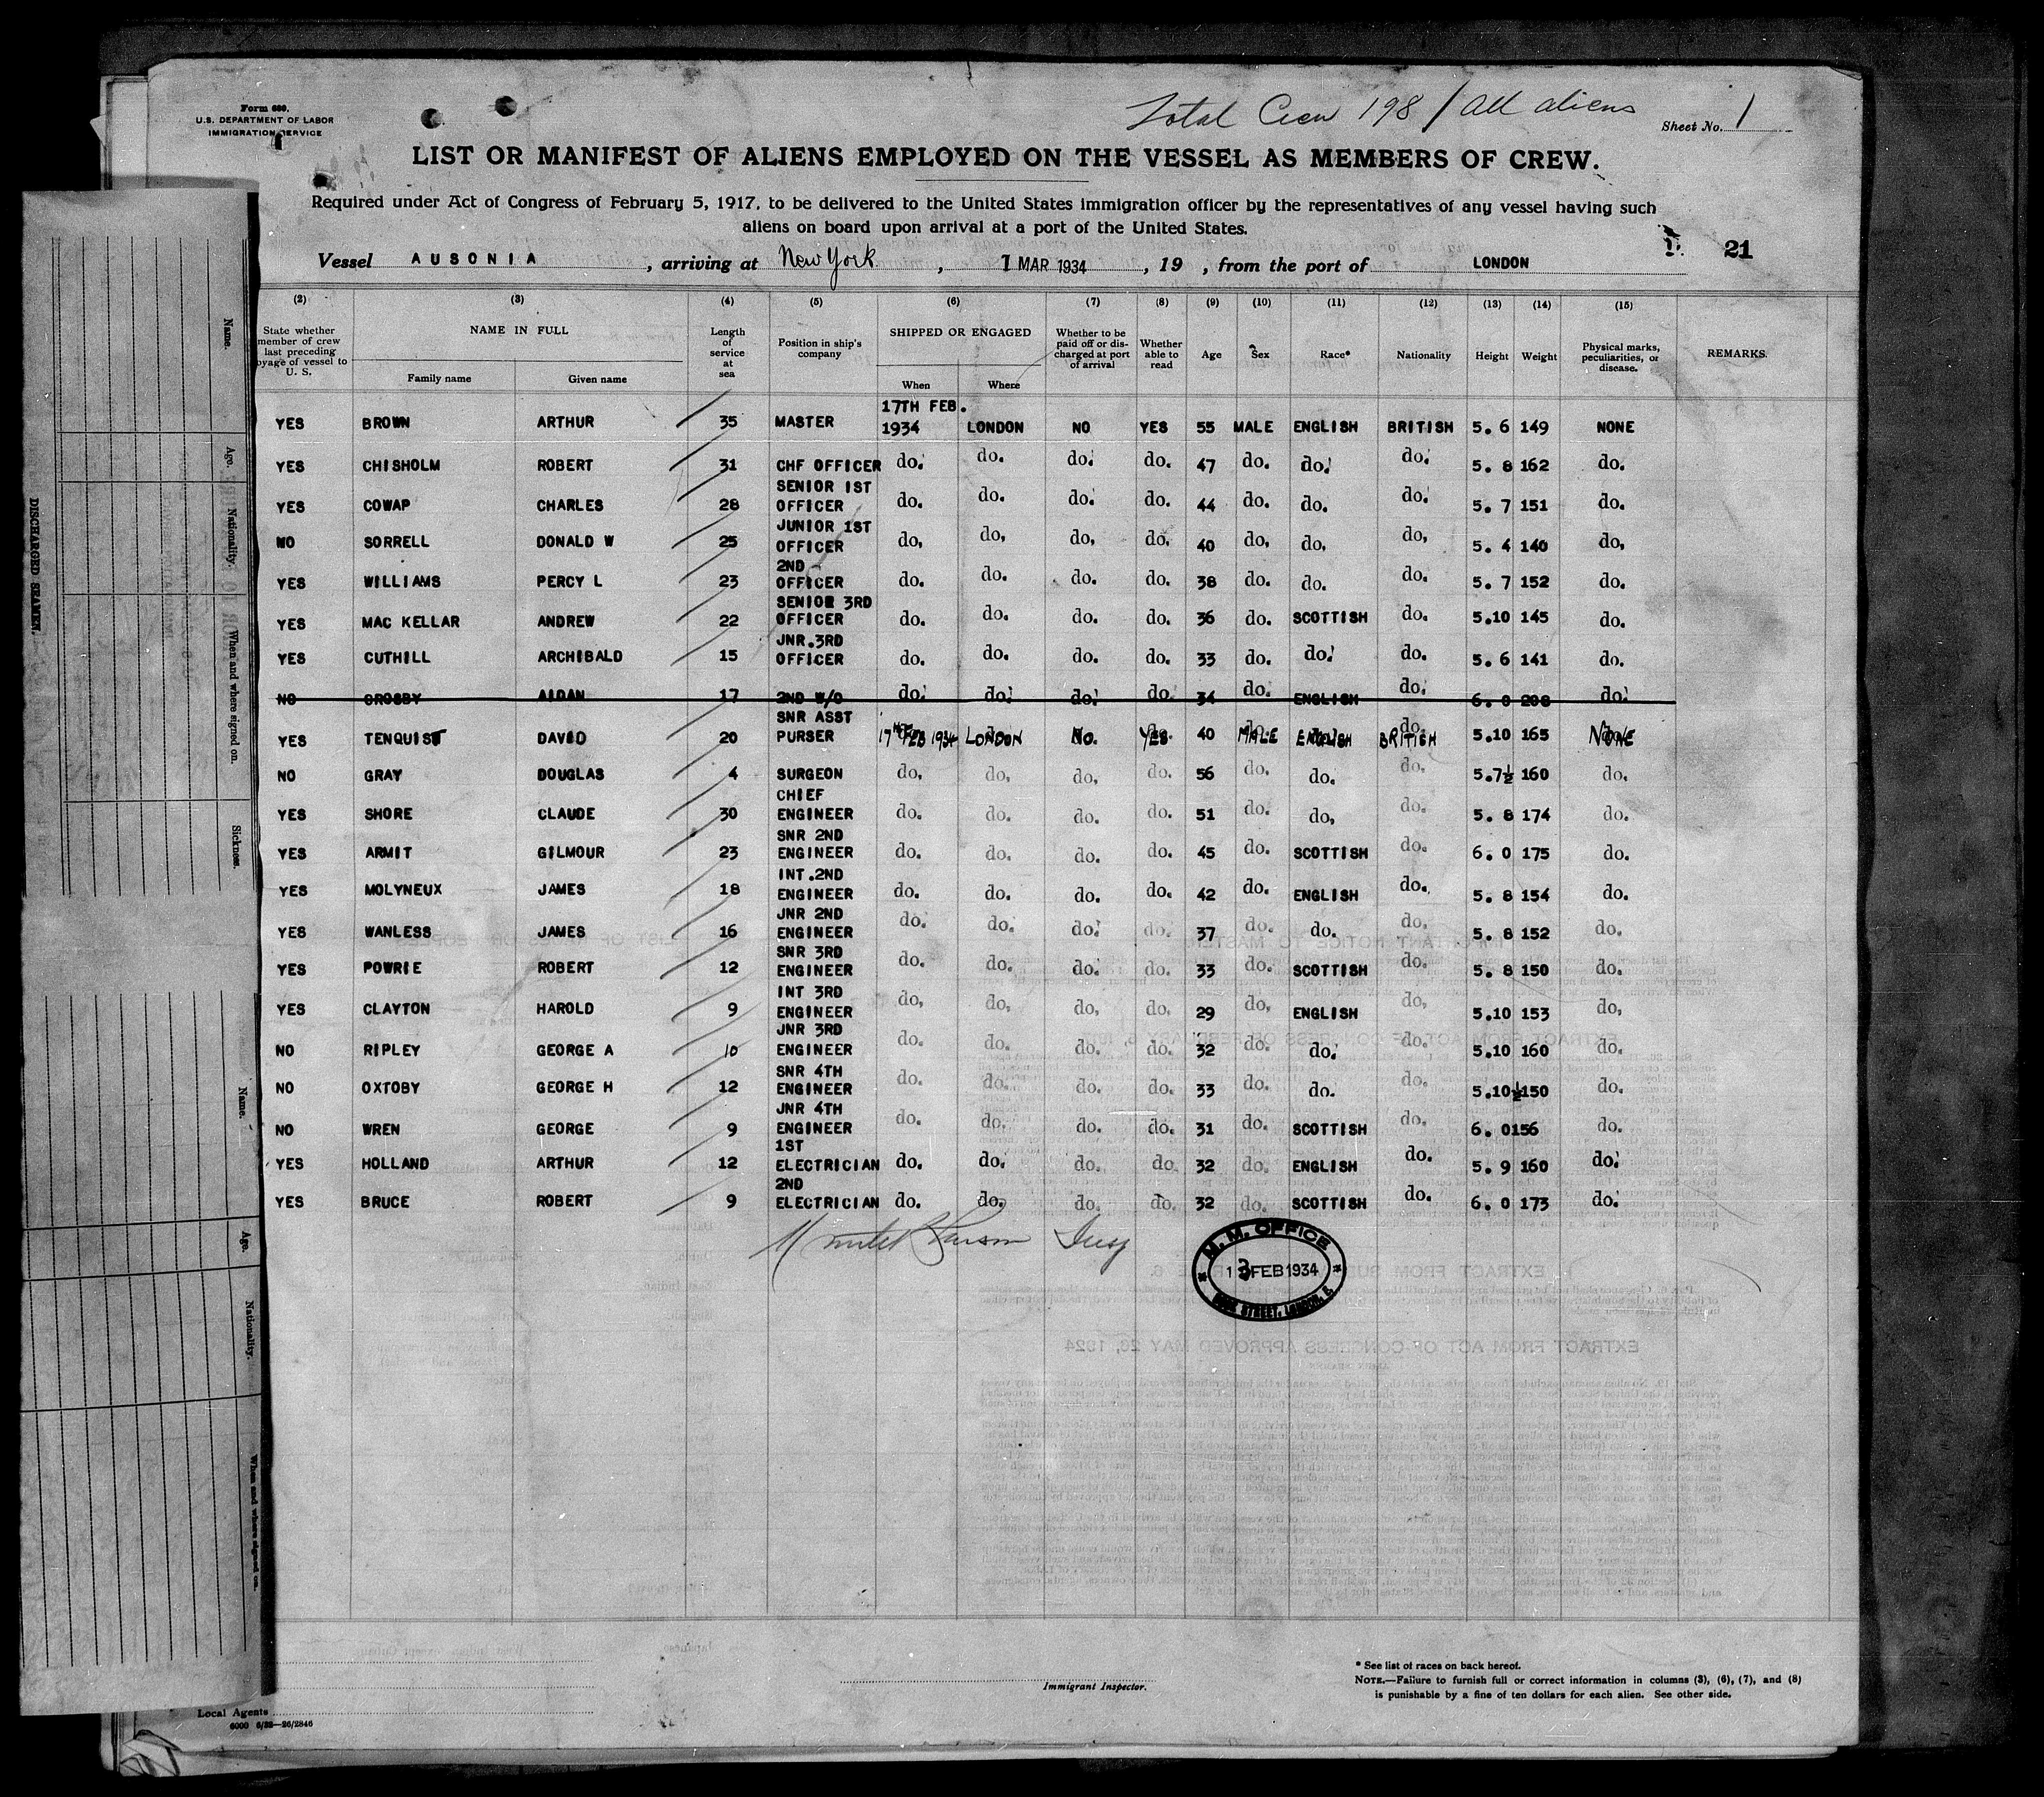 Form 689.
U.S. DEPARTMENT OF LABOR
IMMIGRATION SERVICE
Total Crew 198 / All aliens
Sheet No. 1
LIST OR MANIFEST OF ALIENS EMPLOYED ON THE VESSEL AS MEMBERS OF CREW.
Required under Act of Congress of February 5, 1917, to be delivered to the United States immigration officer by the representatives of any vessel having such
aliens on board upon arrival at a port of the United States.
21
Vessel AUSONIA, arriving at New York, 1 MAR 1934, 19 , from the port of LONDON
(2) (3) (4) (5) (6) (7) (8) (9) (10) (11) (12) (13) (14) (15)
State whether member of crew last preceding voyage of vessel to U. S. NAME IN FULL Family name Given name Length of service at sea Position in ship's company SHIPPED OR ENGAGED When Where Whether to be paid off or discharged at port of arrival Whether able to read Age Sex Race* Nationality Height Weight Physical marks, peculiarities, or disease. REMARKS.
YES BROWN ARTHUR 35 MASTER 17TH FEB. 1934 LONDON NO YES 55 MALE ENGLISH BRITISH 5. 6 149 NONE
YES CHISHOLM ROBERT 31 CHF OFFICER do. do. do. do. 47 do. do. do. 5. 8 162 do.
YES COWAP CHARLES 28 SENIOR 1ST OFFICER do. do. do. do. 44 do. do. do. 5. 7 151 do.
NO SORRELL DONALD W 25 JUNIOR 1ST OFFICER do, do, do, do, 40 do, do, do, 5. 4 140 do,
YES WILLIAMS PERCY L 23 2ND OFFICER do. do. do. do. 38 do. do. do. 5. 7 152 do.
YES MAC KELLAR ANDREW 22 SENIOR 3RD OFFICER do. do. do. do. 36 do. SCOTTISH do. 5.10 145 do.
YES CUTHILL ARCHIBALD 15 JNR.3RD OFFICER do. do. do. do. 33 do. do. do. 5. 6 141 do.
NO CROSBY AIDAN 17 2ND W/O do. do. do. do. 34 do. ENGLISH do. 6. 0 208 do.
YES TENQUIST DAVID 20 SNR ASST PURSER 17TH FEB 1934 LONDON No. YES 40 MALE ENGLISH BRITISH 5.10 165 NONE
NO GRAY DOUGLAS 4 SURGEON do, do, do, do. 56 do. do. do. 5.7½ 160 do.
YES SHORE CLAUDE 30 CHIEF ENGINEER do. do. do. do. 51 do. do, do. 5. 8 174 do.
YES ARMIT GILMOUR 23 SNR 2ND ENGINEER do. do. do. do. 45 do. SCOTTISH do. 6. 0 175 do.
YES MOLYNEUX JAMES 18 INT.2ND ENGINEER do. do. do. do. 42 do. ENGLISH do. 5. 8 154 do.
YES WANLESS JAMES 16 JNR 2ND ENGINEER do. do. do. do. 37 do. do. do. 5. 8 152 do.
YES POWRIE ROBERT 12 SNR 3RD ENGINEER do. do. do. do. 33 do. SCOTTISH do. 5. 8 150 do.
YES CLAYTON HAROLD 9 INT 3RD ENGINEER do, do, do, do. 29 do, ENGLISH do, 5.10 153 do,
NO RIPLEY GEORGE A 10 JNR 3RD ENGINEER do. do. do. do. 32 do. do. do. 5.10 160 do.
NO OXTOBY GEORGE H 12 SNR 4TH ENGINEER do. do. do. do. 33 do. do. do. 5.10½ 150 do.
NO WREN GEORGE 9 JNR 4TH ENGINEER do. do. do. do. 31 do. SCOTTISH do. 6. 0 156 do.
YES HOLLAND ARTHUR 12 1ST ELECTRICIAN do. do. do. do. 32 do. ENGLISH do. 5. 9 160 do.
YES BRUCE ROBERT 9 2ND ELECTRICIAN do. do. do. do. 32 do. SCOTTISH do. 6. 0 173 do.
M. M. OFFICE
13 FEB 1934
STREET, LONDON, E.
* See list of races on back hereof.
NOTE.—Failure to furnish full or correct information in columns (3), (6), (7), and (8)
is punishable by a fine of ten dollars for each alien. See other side.
Immigrant Inspector.
Local Agents
6000 6/32—26/2846
DISCHARGED SEAMEN.
Name.
Age.
Nationality.
When and where signed on.
Sickness.
Name.
Age.
Nationality.
When and where signed on.
EXTRACT FROM ACT OF CONGRESS APPROVED MAY 26, 1924